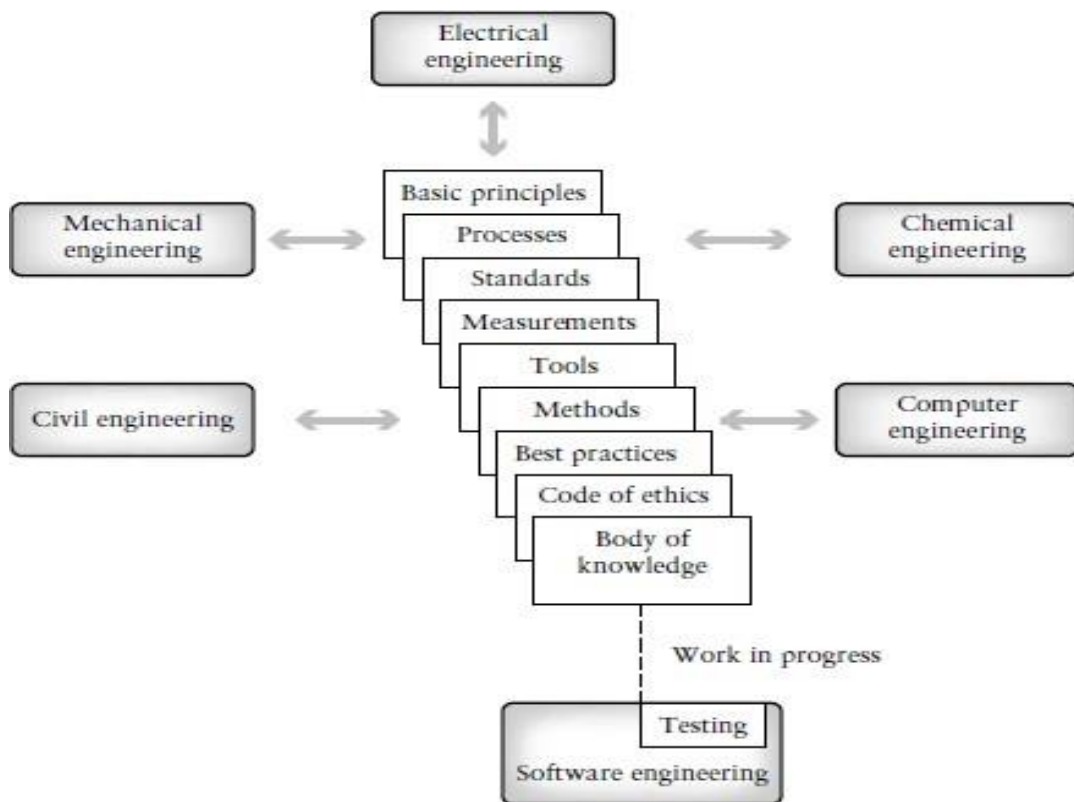 Electrical
engineering
Basic principles
Mechanical
engineering
Processes
Chemical
engineering
Standards
Measurements
Tools
Civil engineering
Methods
Computer
engineering
Best practices
Code of ethics
Body of
knowledge
Work in progress
Testing
Software engineering